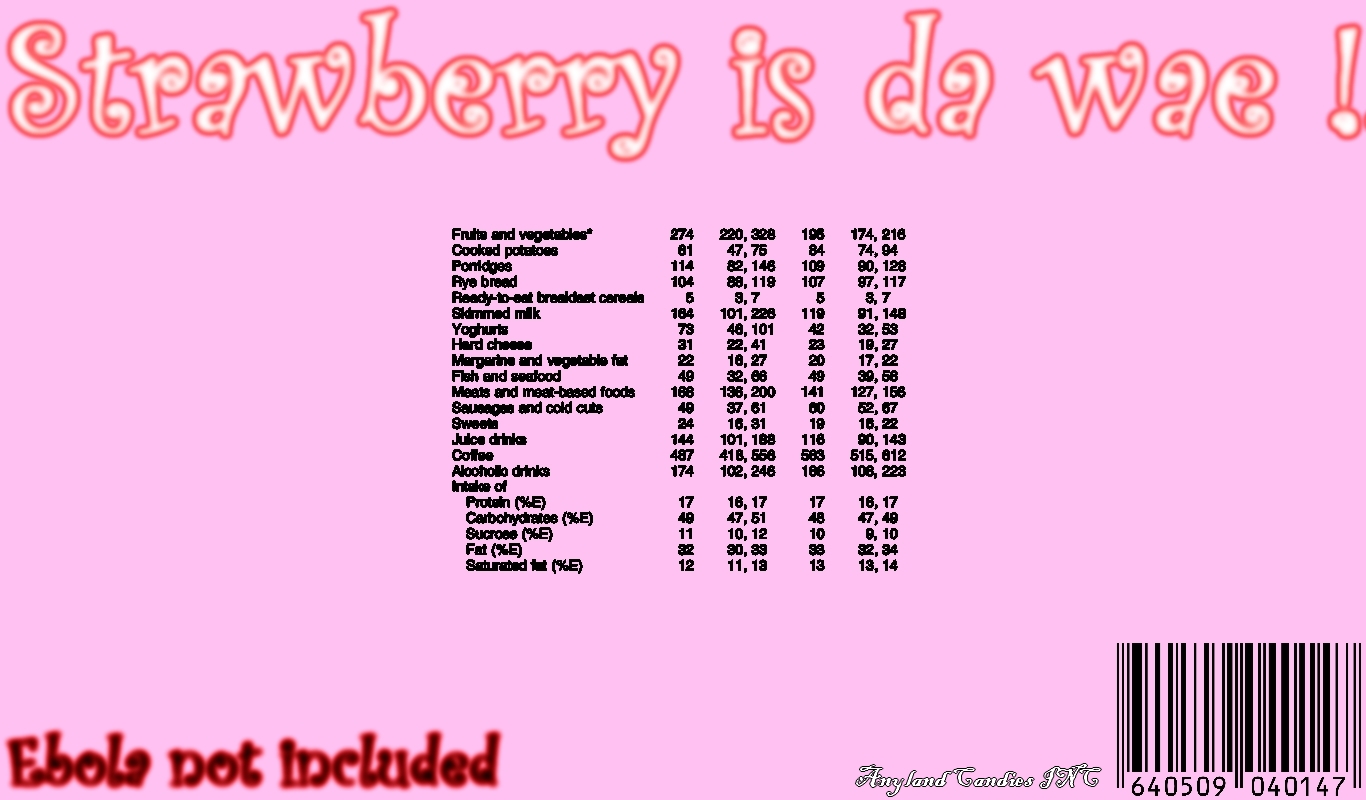 Strawberry is da wae !
Fruits and vegetables* 274 220, 328 195 174, 216
Cooked potatoes 61 47, 75 84 74, 94
Porridges 114 82, 146 109 90, 128
Rye bread 104 88, 119 107 97, 117
Ready-to-eat breakfast cereals 5 3, 7 5 3, 7
Skimmed milk 164 101, 226 119 91, 148
Yoghurts 73 46, 101 42 32, 53
Hard cheese 31 22, 41 23 19, 27
Margarine and vegetable fat 22 16, 27 20 17, 22
Fish and seafood 49 32, 66 49 39, 58
Meats and meat-based foods 168 136, 200 141 127, 156
Sausages and cold cuts 49 37, 61 60 52, 67
Sweets 24 16, 31 19 16, 22
Juice drinks 144 101, 188 116 90, 143
Coffee 487 418, 556 563 515, 612
Alcoholic drinks 174 102, 246 166 108, 223
Intake of
Protein (%E) 17 16, 17 17 16, 17
Carbohydrates (%E) 49 47, 51 48 47, 49
Sucrose (%E) 11 10, 12 10 9, 10
Fat (%E) 32 30, 33 33 32, 34
Saturated fat (%E) 12 11, 13 13 13, 14
Ebola not included
Anyland Candies INC
640509 040147